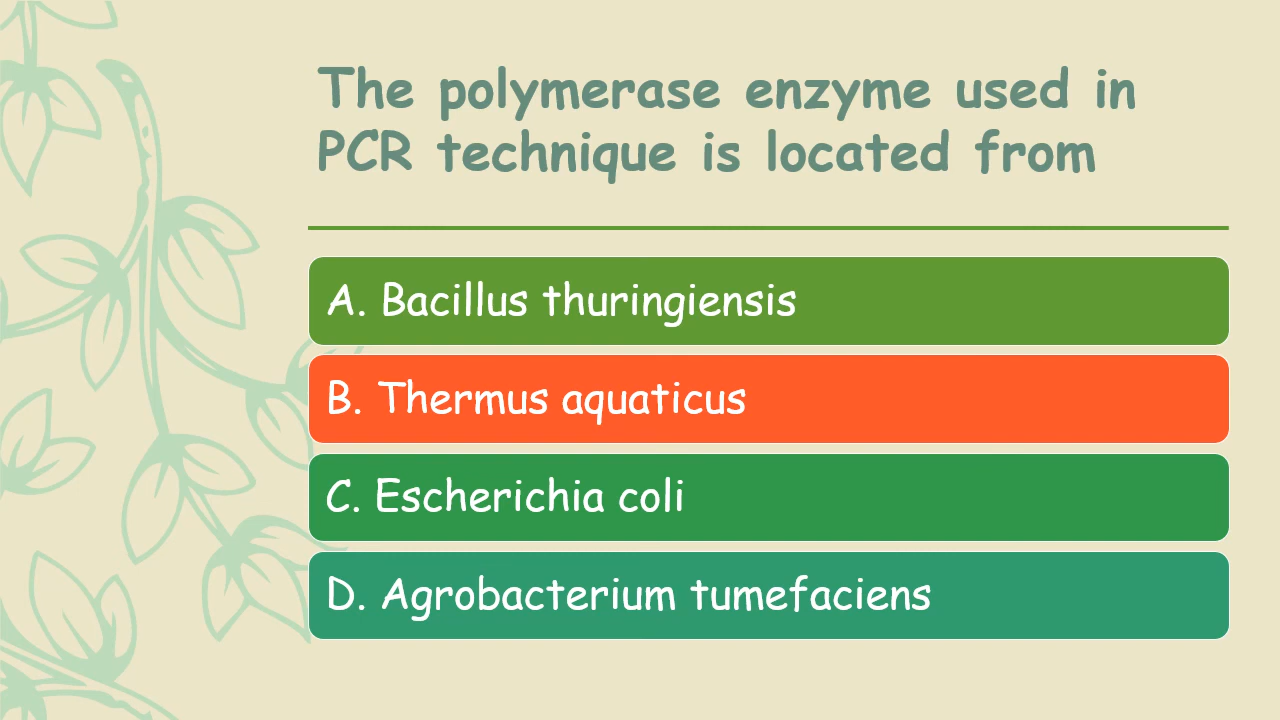 The polymerase enzyme used in
PCR technique is located from
A. Bacillus thuringiensis
B. Thermus aquaticus
C. Escherichia coli
D. Agrobacterium tumefaciens